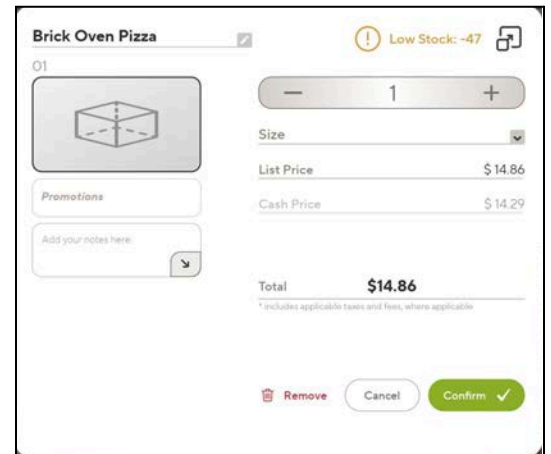 Brick Oven Pizza
Low Stock: -47
01
1
Size
List Price $14.86
Promotions
Cash Price $14.29
Add your notes here.
Total $14.86
* includes applicable taxes and fees, where applicable
Remove
Cancel
Confirm